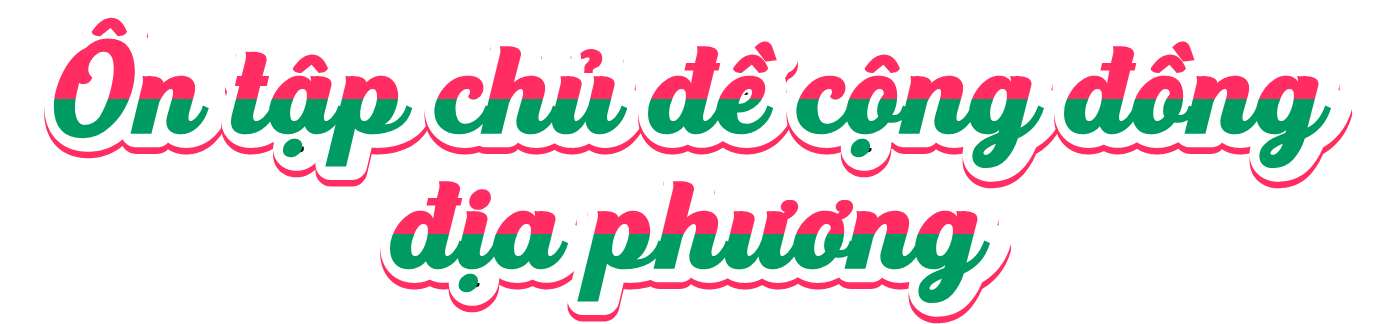 Ôn tập chủ đề cộng đồng
địa phương